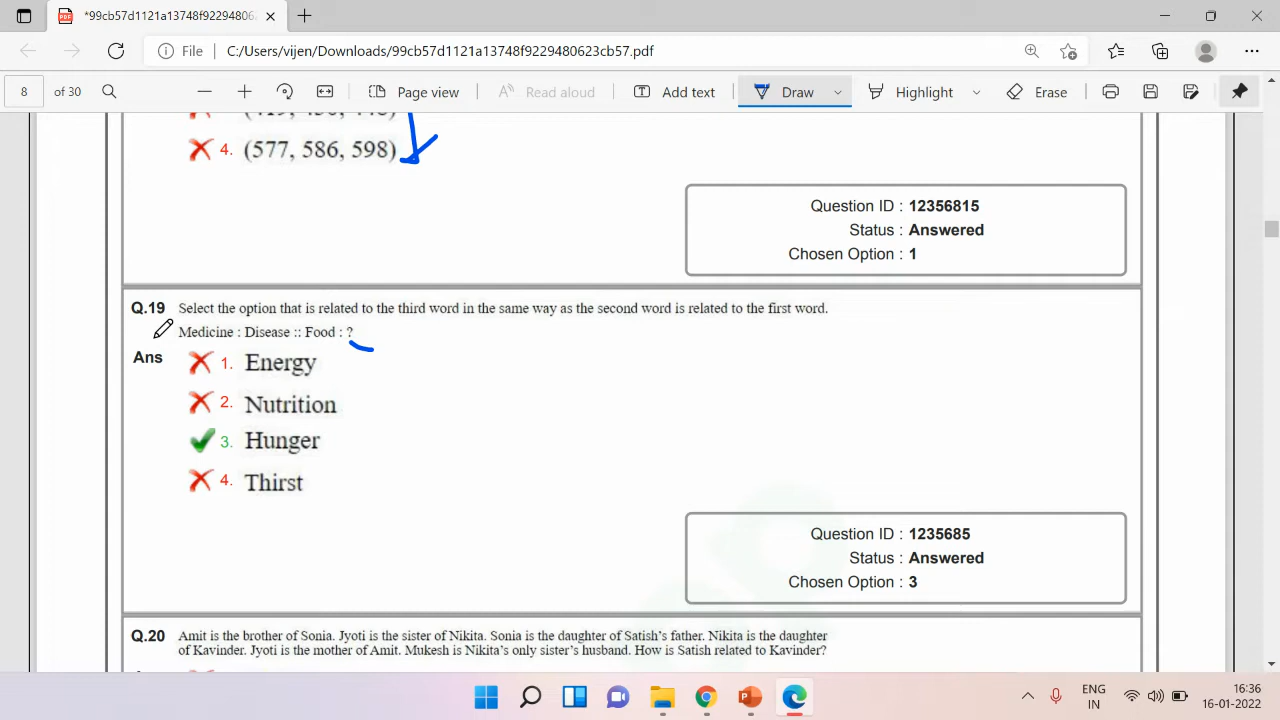 *99cb57d1121a13748f9229480623cb57
File C:/Users/vijen/Downloads/99cb57d1121a13748f9229480623cb57.pdf
8 of 30 Page view Read aloud Add text Draw Highlight Erase
4. (577, 586, 598)
Question ID : 12356815
Status : Answered
Chosen Option : 1
Q.19 Select the option that is related to the third word in the same way as the second word is related to the first word.
Medicine : Disease :: Food : ?
Ans
1. Energy
2. Nutrition
3. Hunger
4. Thirst
Question ID : 1235685
Status : Answered
Chosen Option : 3
Q.20 Amit is the brother of Sonia. Jyoti is the sister of Nikita. Sonia is the daughter of Satish's father. Nikita is the daughter
of Kavinder. Jyoti is the mother of Amit. Mukesh is Nikita's only sister's husband. How is Satish related to Kavinder?
ENG 16:36
IN 16-01-2022